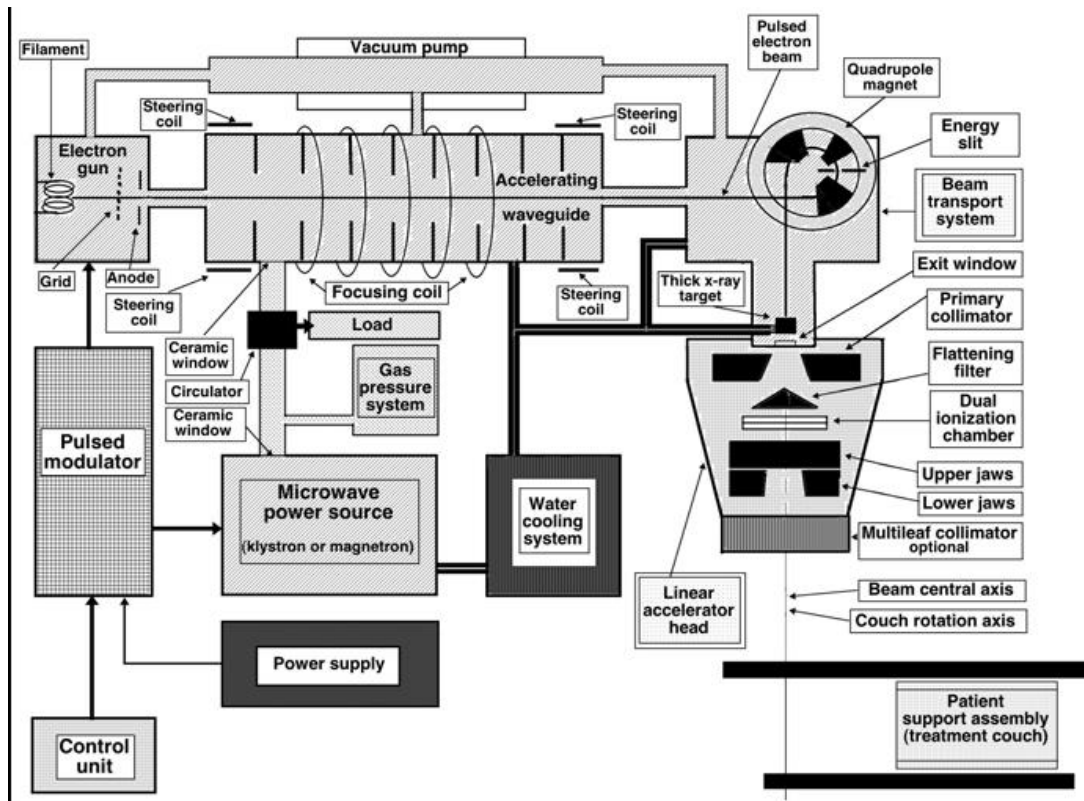 Filament
Vacuum pump
Pulsed
electron
beam
Quadrupole
magnet
Steering
coil
Steering
coil
Energy
slit
Electron
gun
Accelerating
waveguide
Beam
transport
system
Grid
Anode
Steering
coil
Focusing coil
Steering
coil
Thick x-ray
target
Exit window
Primary
collimator
Ceramic
window
Load
Circulator
Gas
pressure
system
Flattening
filter
Ceramic
window
Dual
ionization
chamber
Pulsed
modulator
Microwave
power source
(klystron or magnetron)
Water
cooling
system
Upper jaws
Lower jaws
Multileaf collimator
optional
Linear
accelerator
head
Beam central axis
Couch rotation axis
Power supply
Patient
support assembly
(treatment couch)
Control
unit